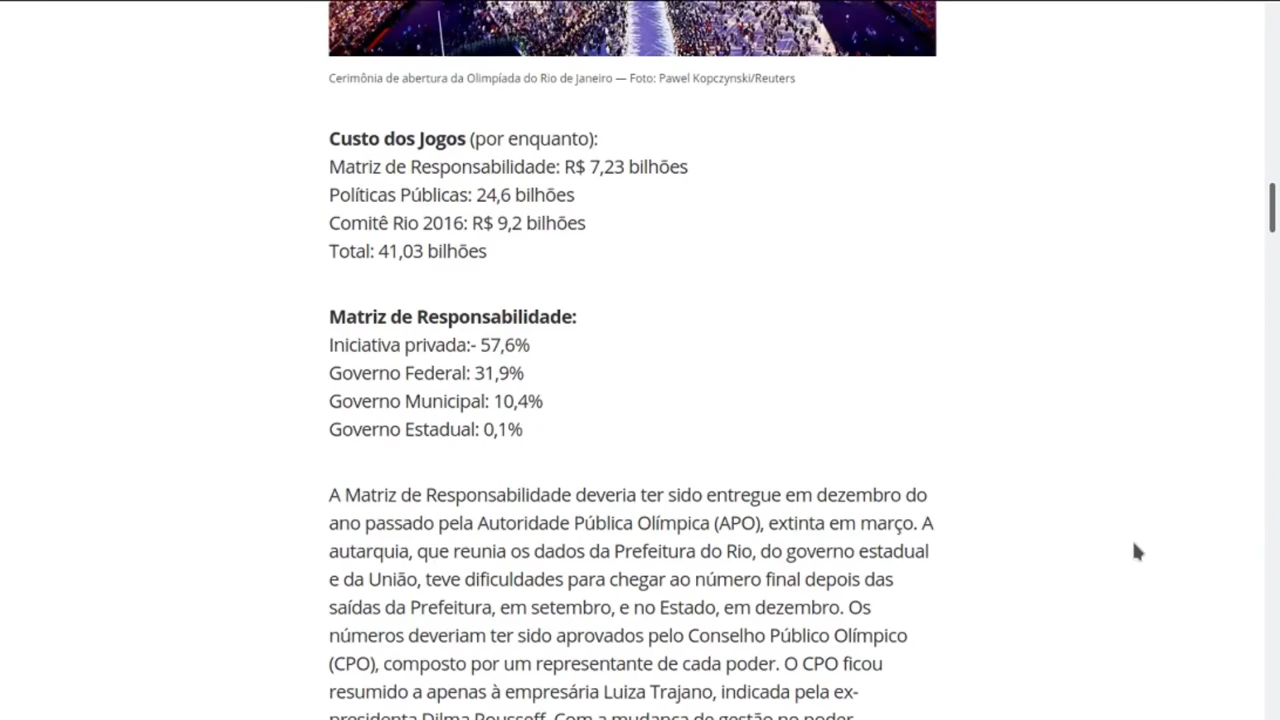 Cerimônia de abertura da Olimpíada do Rio de Janeiro — Foto: Pawel Kopczynski/Reuters
Custo dos Jogos (por enquanto):
Matriz de Responsabilidade: R$ 7,23 bilhões
Políticas Públicas: 24,6 bilhões
Comitê Rio 2016: R$ 9,2 bilhões
Total: 41,03 bilhões
Matriz de Responsabilidade:
Iniciativa privada:- 57,6%
Governo Federal: 31,9%
Governo Municipal: 10,4%
Governo Estadual: 0,1%
A Matriz de Responsabilidade deveria ter sido entregue em dezembro do
ano passado pela Autoridade Pública Olímpica (APO), extinta em março. A
autarquia, que reunia os dados da Prefeitura do Rio, do governo estadual
e da União, teve dificuldades para chegar ao número final depois das
saídas da Prefeitura, em setembro, e no Estado, em dezembro. Os
números deveriam ter sido aprovados pelo Conselho Público Olímpico
(CPO), composto por um representante de cada poder. O CPO ficou
resumido a apenas à empresária Luiza Trajano, indicada pela ex-
presidenta Dilma Rousseff. Com a mudança de gestão no poder